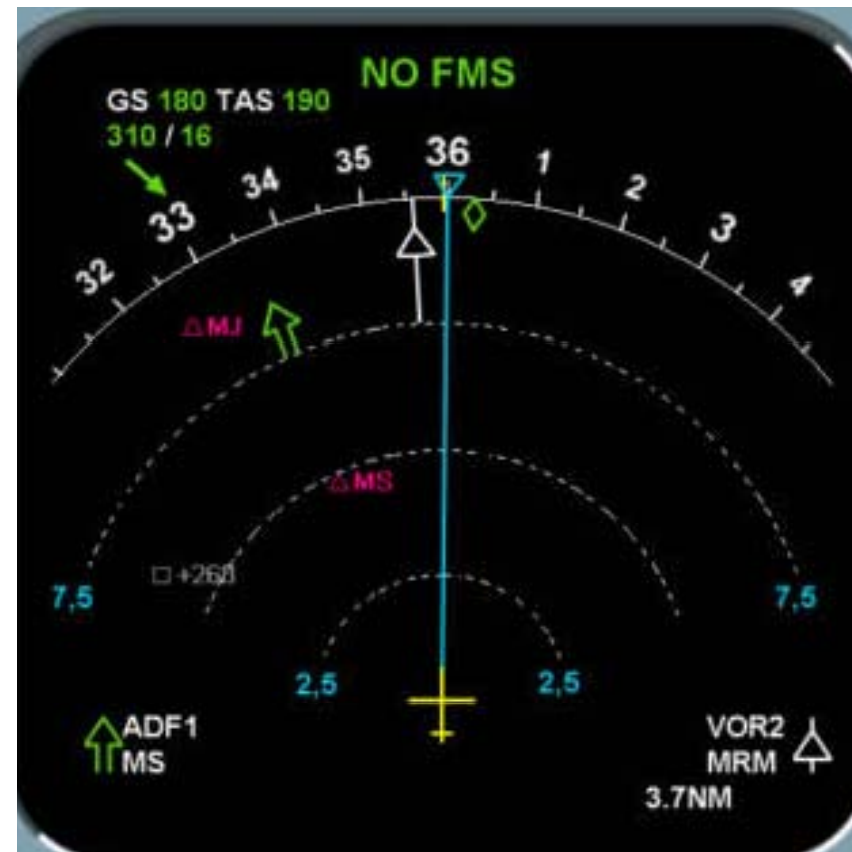 NO FMS
GS 180 TAS 190
310 / 16
32 33 34 35 36 1 2 3 4
MJ
MS
+260
7,5 7,5
2,5 2,5
ADF1
MS
VOR2
MRM
3.7NM